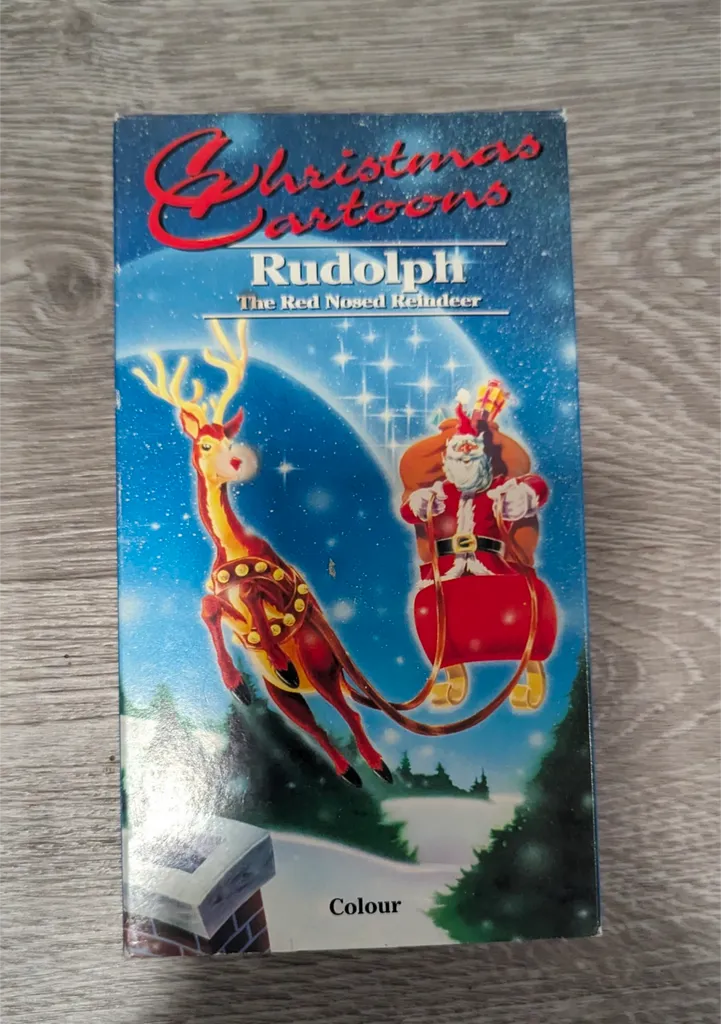 Christmas
Cartoons
Rudolph
The Red Nosed Reindeer
Colour